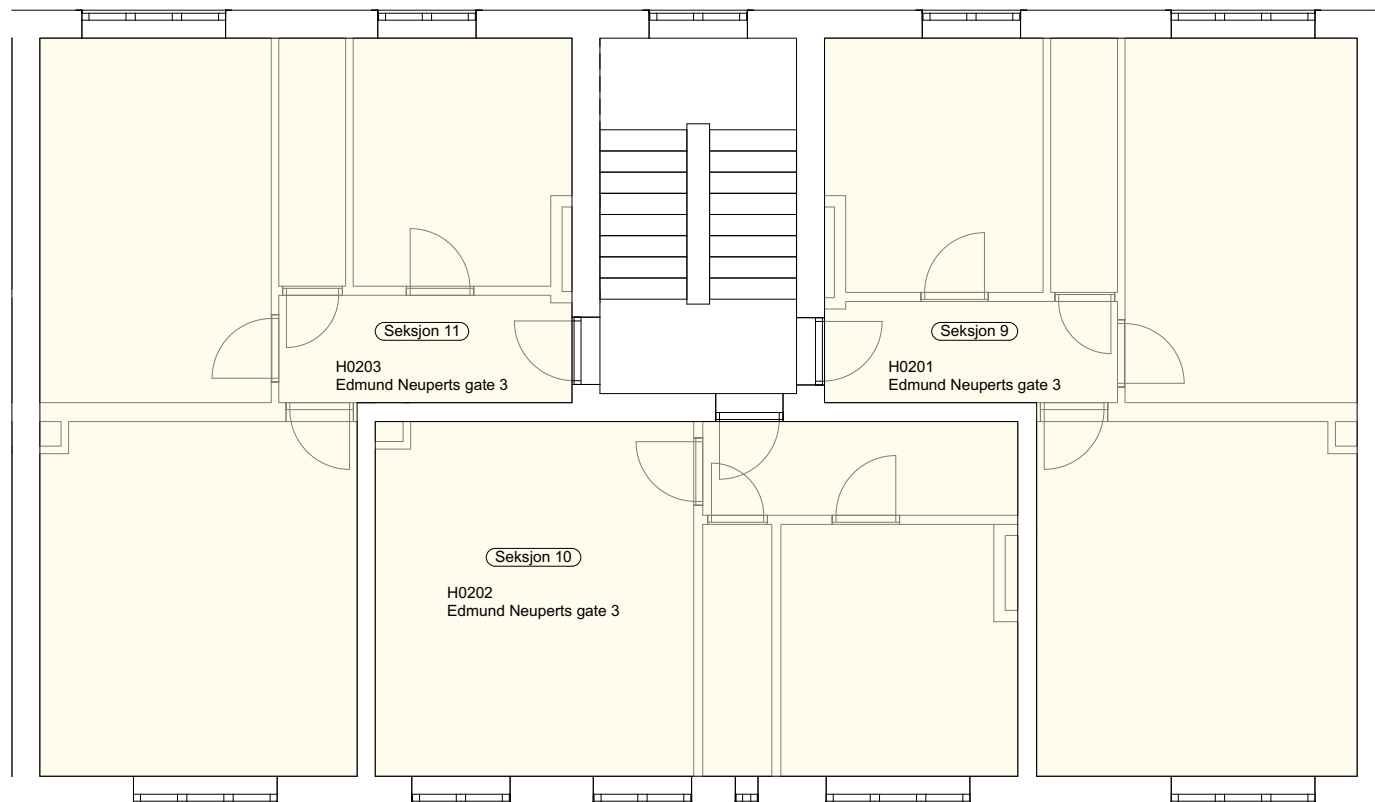 Seksjon 11
H0203
Edmund Neuperts gate 3
Seksjon 9
H0201
Edmund Neuperts gate 3
Seksjon 10
H0202
Edmund Neuperts gate 3